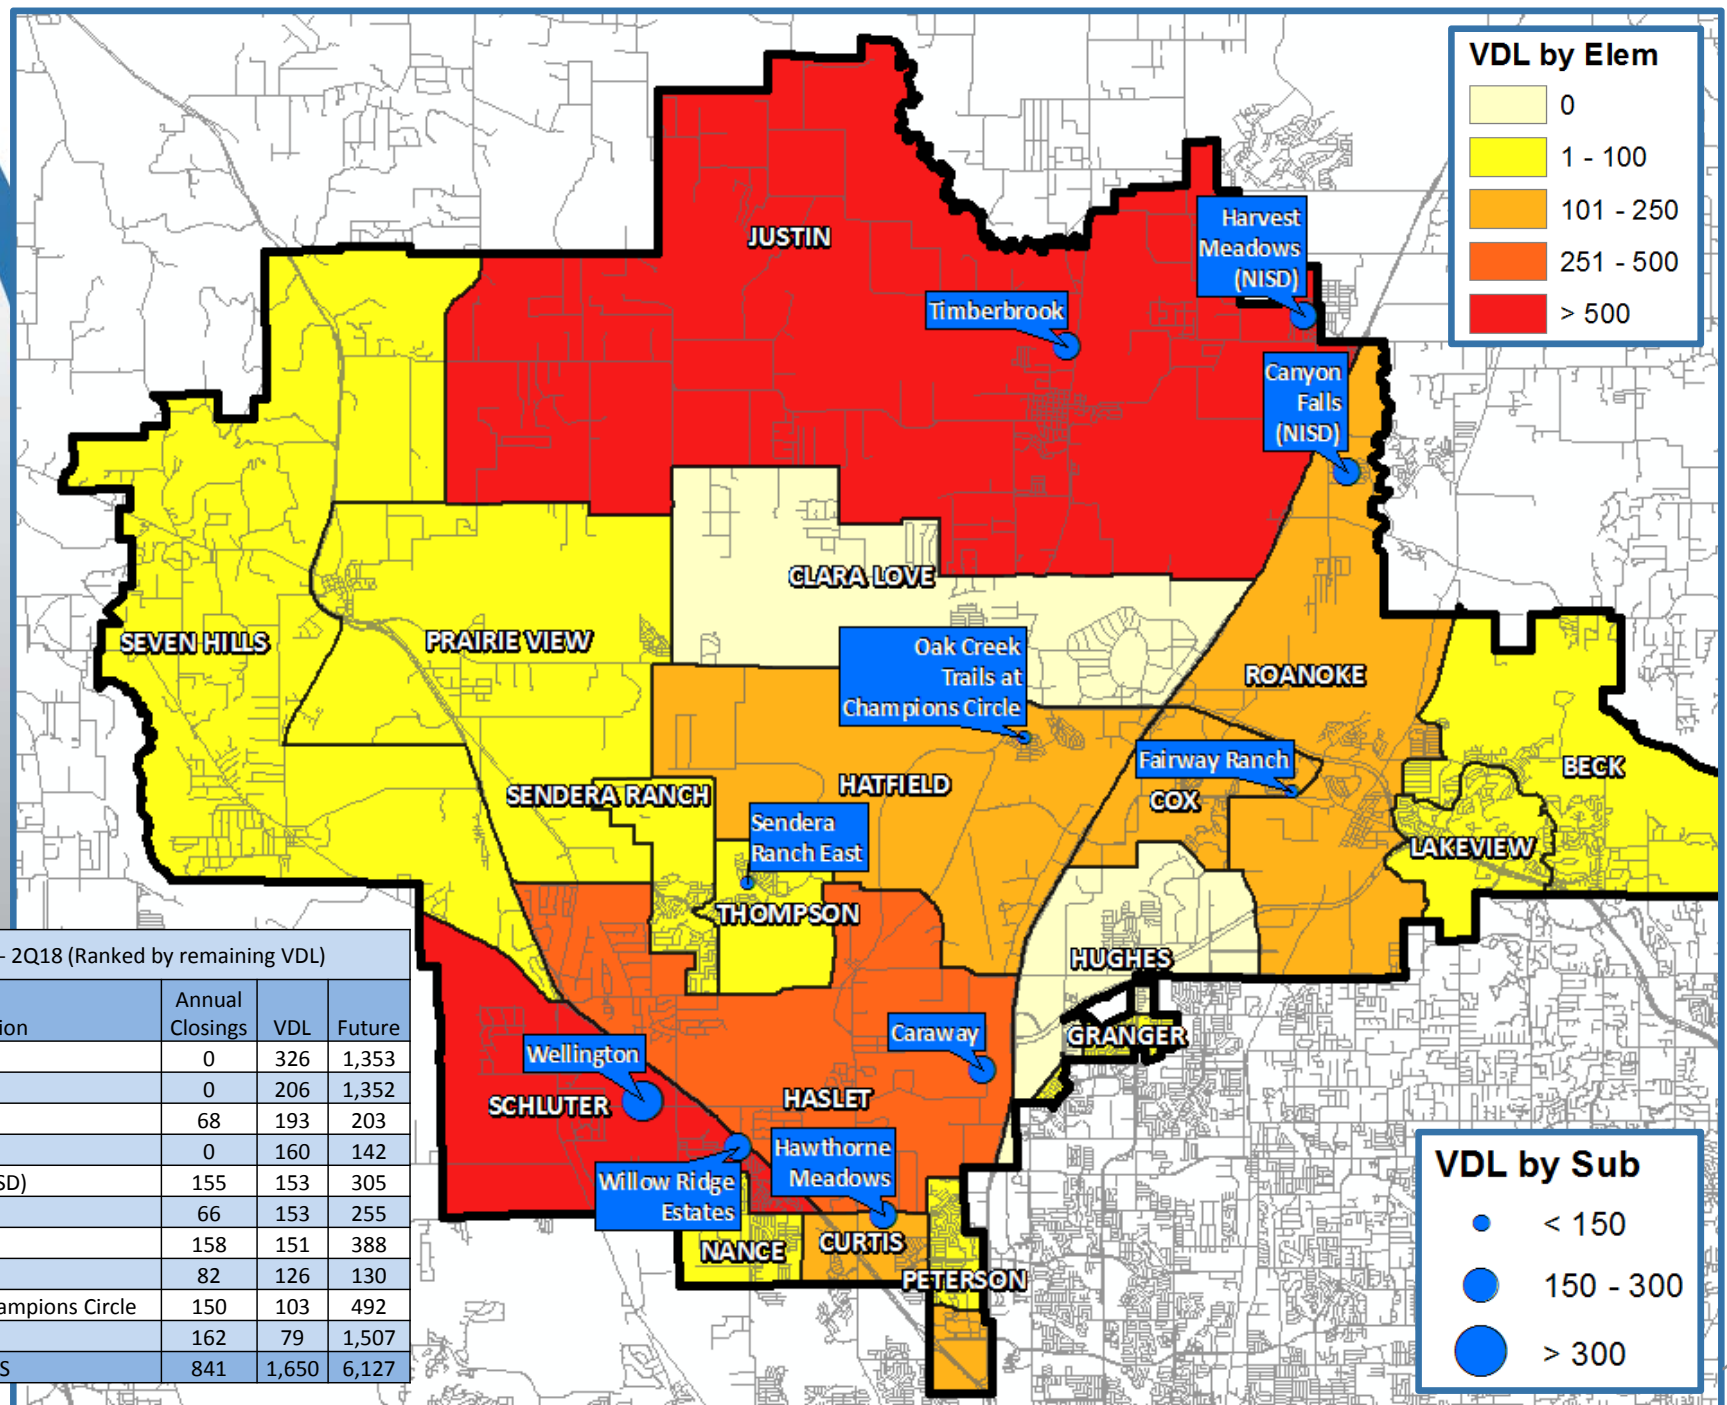 VDL by Elem
0
1 - 100
101 - 250
251 - 500
> 500
JUSTIN
Harvest
Meadows
(NISD)
Timberbrook
Canyon
Falls
(NISD)
CLARA LOVE
SEVEN HILLS
PRAIRIE VIEW
Oak Creek
Trails at
Champions Circle
ROANOKE
Fairway Ranch
BECK
HATFIELD
SENDERA RANCH
COX
Sendera
Ranch East
LAKEVIEW
THOMPSON
HUGHES
GRANGER
Caraway
Wellington
HASLET
SCHLUTER
Hawthorne
Meadows
Willow Ridge
Estates
NANCE
CURTIS
PETERSON
- 2Q18 (Ranked by remaining VDL)
Annual
Closings VDL Future
0 326 1,353
0 206 1,352
68 193 203
0 160 142
155 153 305
66 153 255
158 151 388
82 126 130
Circle 150 103 492
162 79 1,507
841 1,650 6,127
VDL by Sub
< 150
150 - 300
> 300